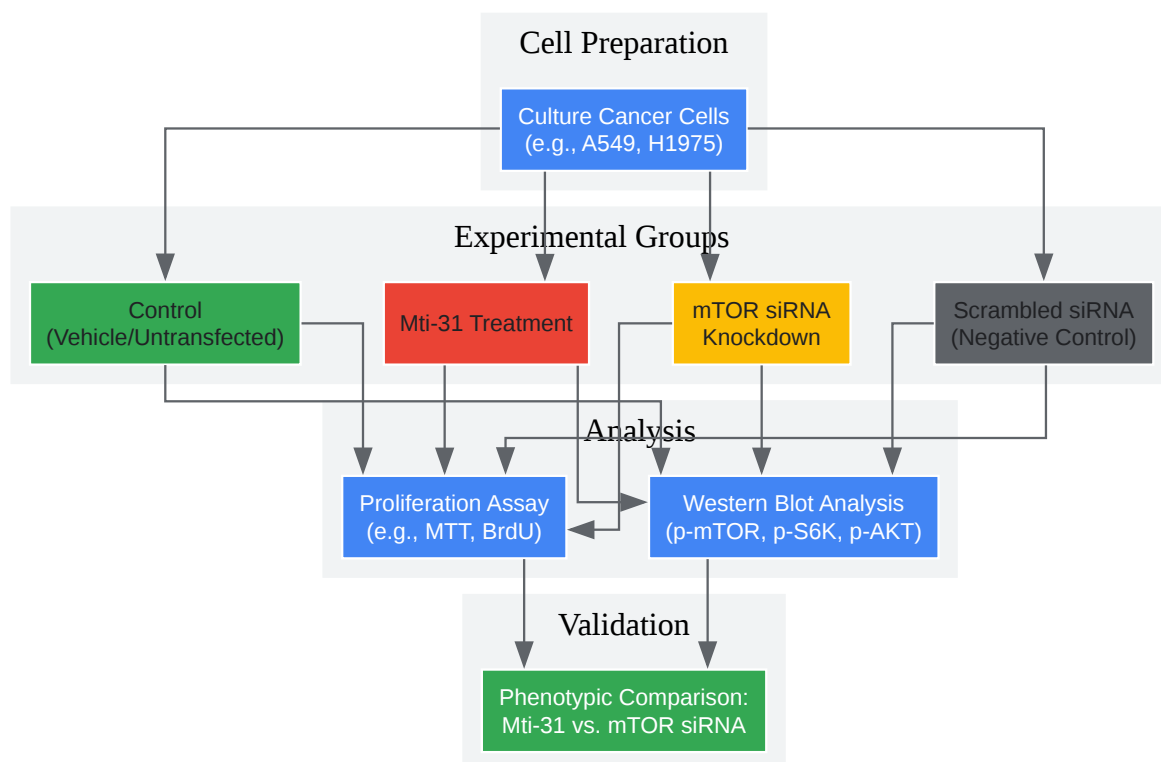 Cell Preparation
Culture Cancer Cells
(e.g., A549, H1975)
Experimental Groups
Control
(Vehicle/Untransfected)
Mti-31 Treatment
mTOR siRNA
Knockdown
Scrambled siRNA
(Negative Control)
Analysis
Proliferation Assay
(e.g., MTT, BrdU)
Western Blot Analysis
(p-mTOR, p-S6K, p-AKT)
Validation
Phenotypic Comparison:
Mti-31 vs. mTOR siRNA